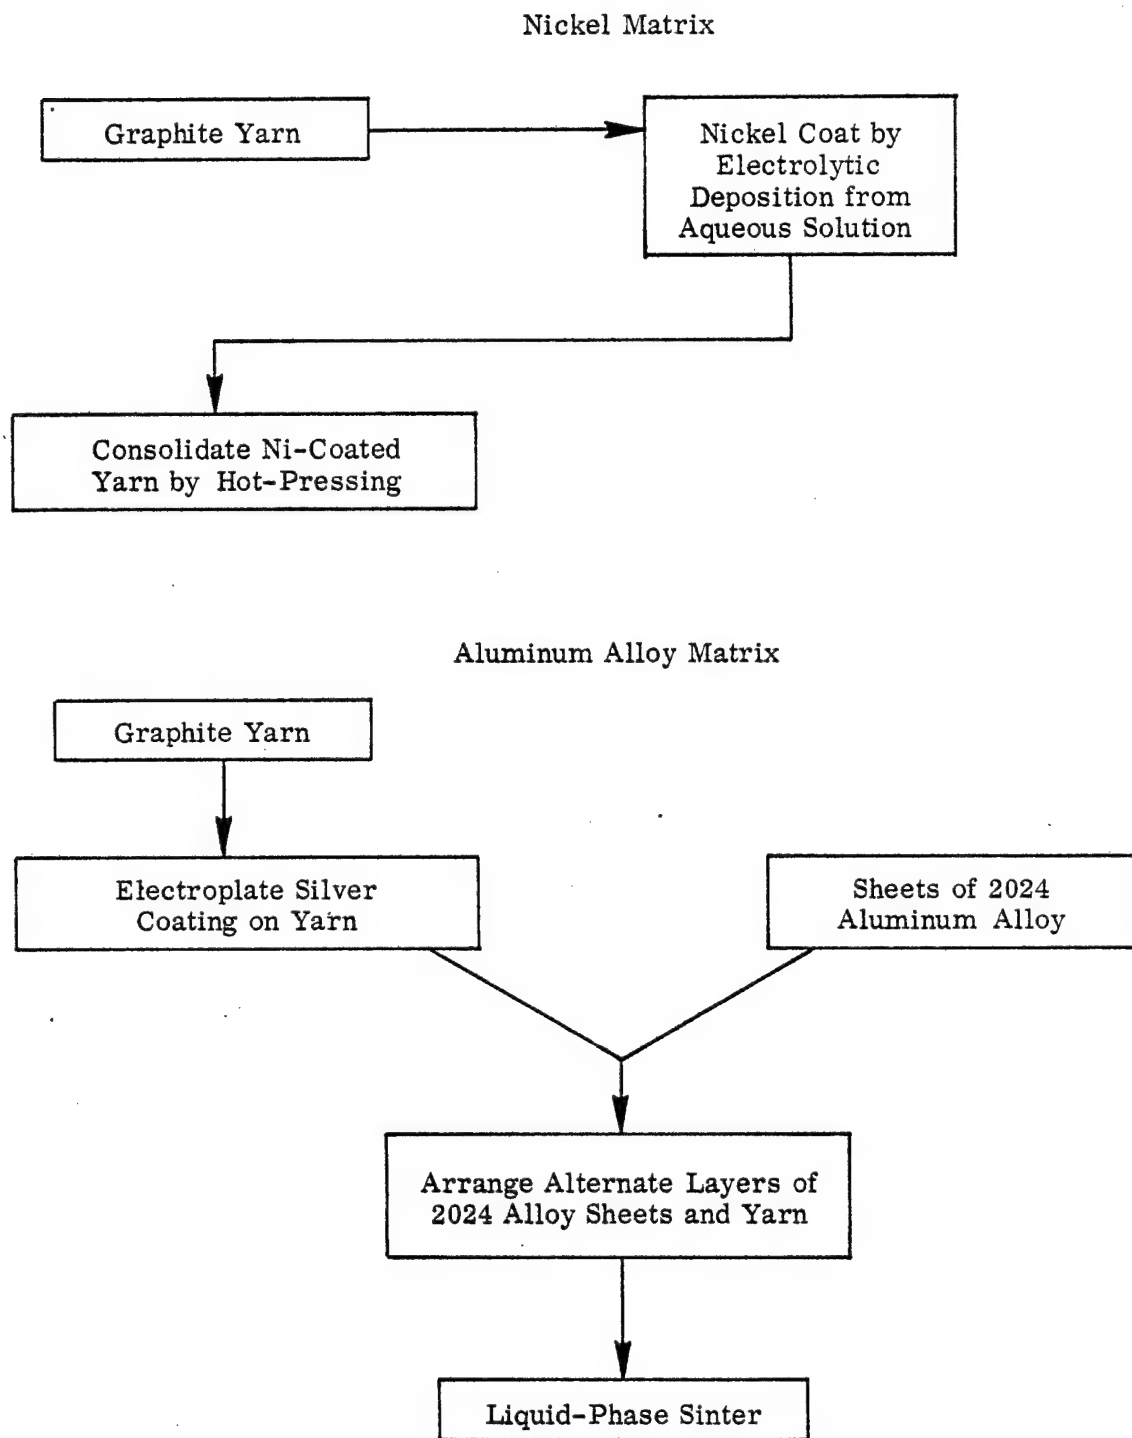 Nickel Matrix
Graphite Yarn
Nickel Coat by
Electrolytic
Deposition from
Aqueous Solution
Consolidate Ni-Coated
Yarn by Hot-Pressing
Aluminum Alloy Matrix
Graphite Yarn
Electroplate Silver
Coating on Yarn
Sheets of 2024
Aluminum Alloy
Arrange Alternate Layers of
2024 Alloy Sheets and Yarn
Liquid-Phase Sinter